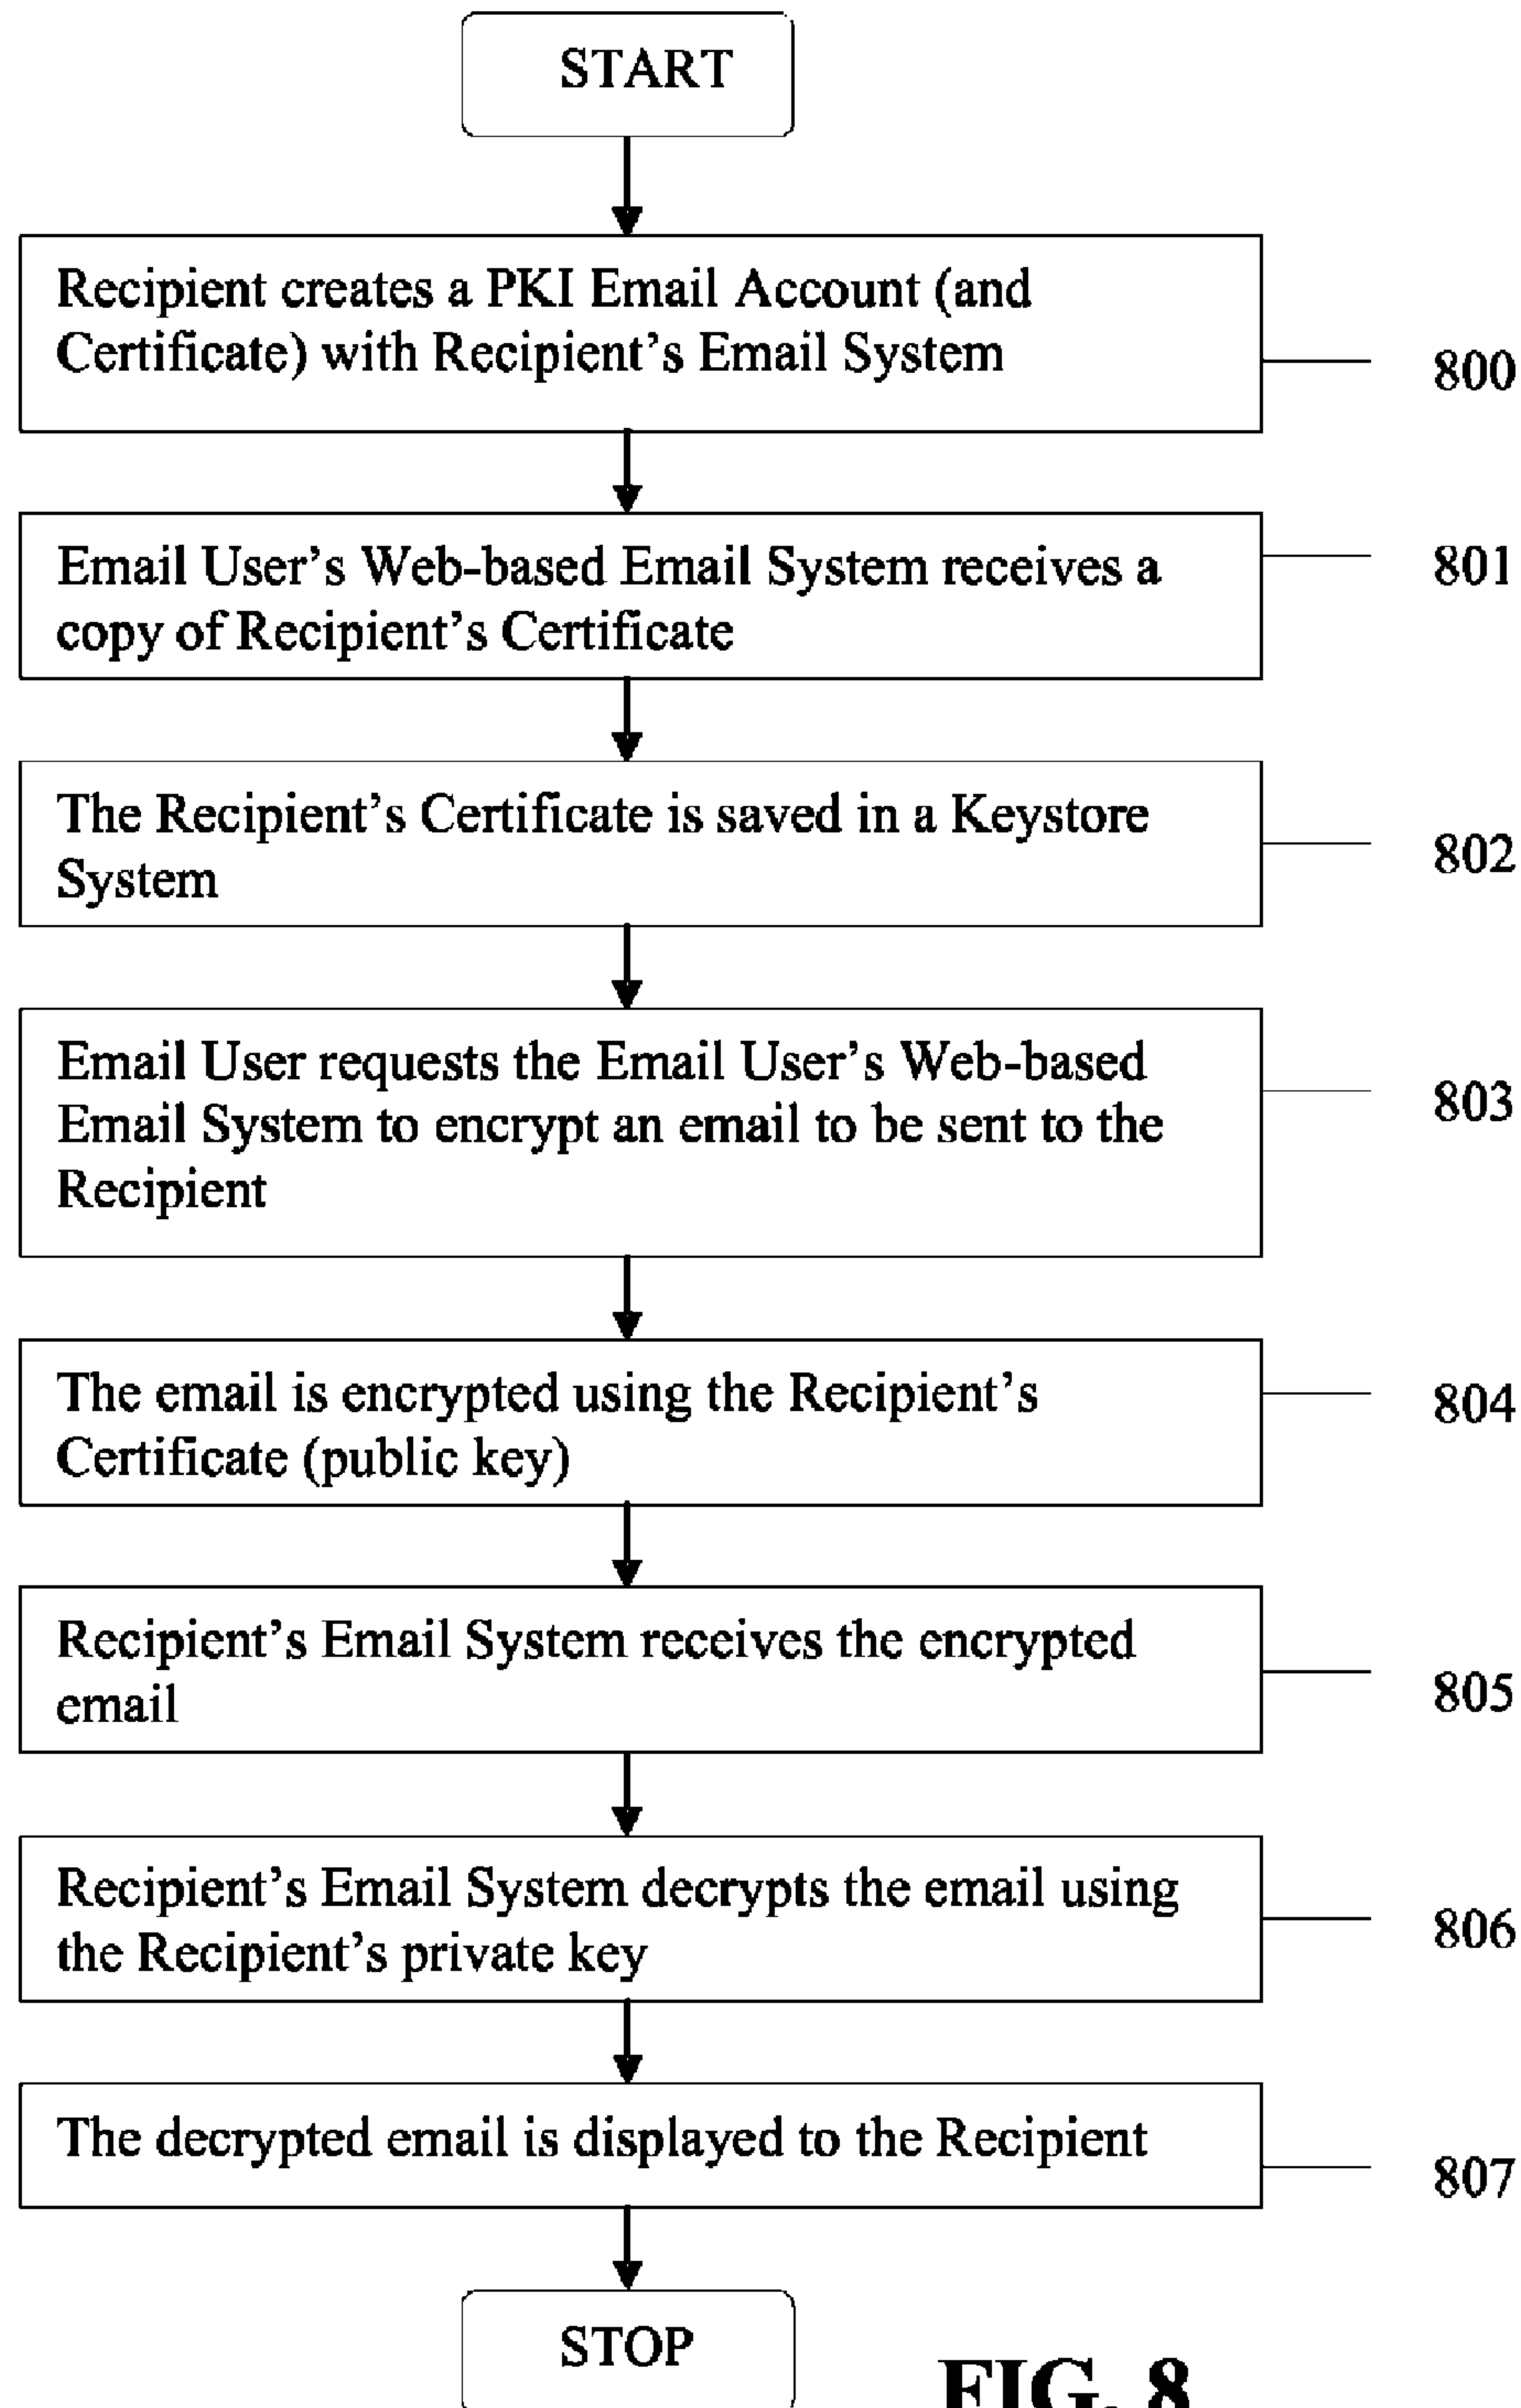 START
Recipient creates a PKI Email Account (and
Certificate) with Recipient's Email System
800
Email User's Web-based Email System receives a
copy of Recipient's Certificate
801
The Recipient's Certificate is saved in a Keystore
System
802
Email User requests the Email User's Web-based
Email System to encrypt an email to be sent to the
Recipient
803
The email is encrypted using the Recipient's
Certificate (public key)
804
Recipient's Email System receives the encrypted
email
805
Recipient's Email System decrypts the email using
the Recipient's private key
806
The decrypted email is displayed to the Recipient
807
STOP
FIG. 8